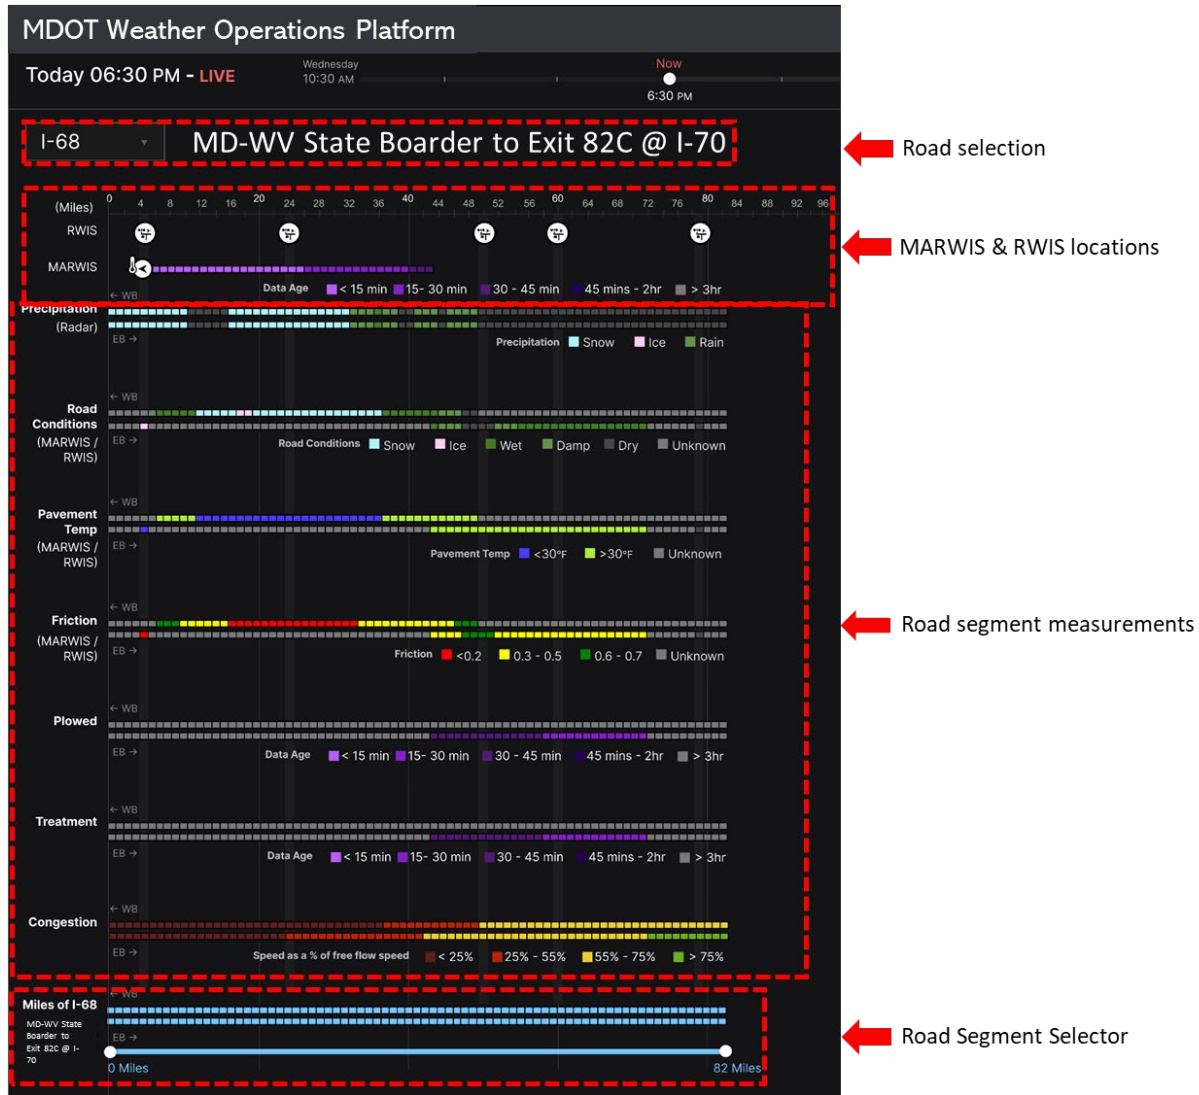 MDOT Weather Operations Platform
Today 06:30 PM - LIVE
Wednesday
10:30 AM
Now
6:30 PM
I-68
MD-WV State Boarder to Exit 82C @ I-70
Road selection
(Miles)
0 4 8 12 16 20 24 28 32 36 40 44 48 52 56 60 64 68 72 76 80 84 88 92 96
RWIS
MARWIS & RWIS locations
MARWIS
Data Age < 15 min 15- 30 min 30 - 45 min 45 mins - 2hr > 3hr
← WB
Precipitation
(Radar)
EB →
Precipitation Snow Ice Rain
← WB
Road
Conditions
(MARWIS /
RWIS)
EB →
Road Conditions Snow Ice Wet Damp Dry Unknown
← WB
Pavement
Temp
(MARWIS /
RWIS)
EB →
Pavement Temp <30°F >30°F Unknown
← WB
Friction
(MARWIS /
RWIS)
EB →
Friction <0.2 0.3 - 0.5 0.6 - 0.7 Unknown
Road segment measurements
← WB
Plowed
EB →
Data Age < 15 min 15- 30 min 30 - 45 min 45 mins - 2hr > 3hr
← WB
Treatment
EB →
Data Age < 15 min 15- 30 min 30 - 45 min 45 mins - 2hr > 3hr
← WB
Congestion
EB →
Speed as a % of free flow speed < 25% 25% - 55% 55% - 75% > 75%
← WB
Miles of I-68
MD-WV State
Boarder to
Exit 82C @ I-
70
EB →
0 Miles
82 Miles
Road Segment Selector